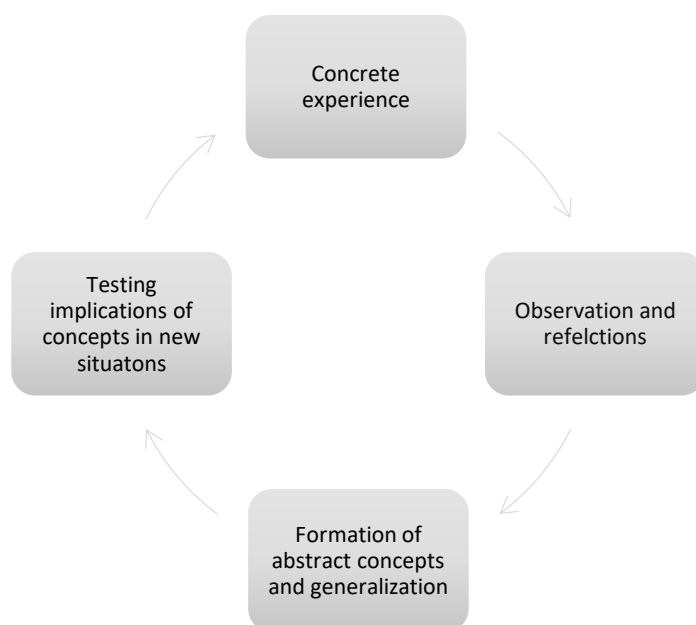 Concrete
experience
Observation and
refelctions
Formation of
abstract concepts
and generalization
Testing
implications of
concepts in new
situatons